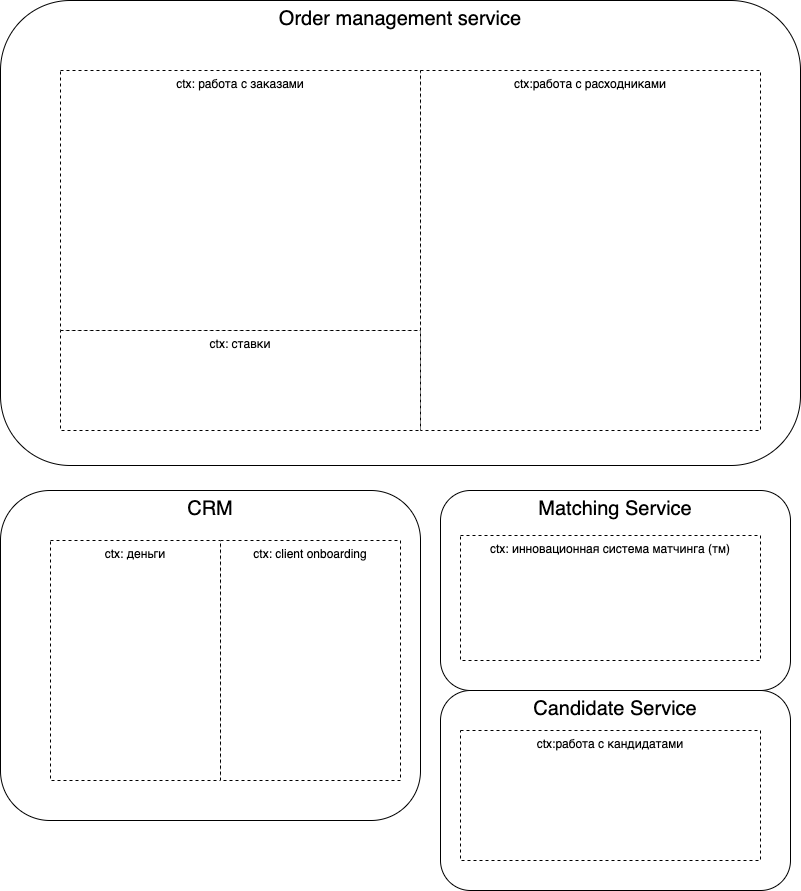 Order management service
ctx: работа с заказами
ctx:работа с расходниками
ctx: ставки
CRM
ctx: деньги
ctx: client onboarding
Matching Service
ctx: инновационная система матчинга (тм)
Candidate Service
ctx:работа с кандидатами